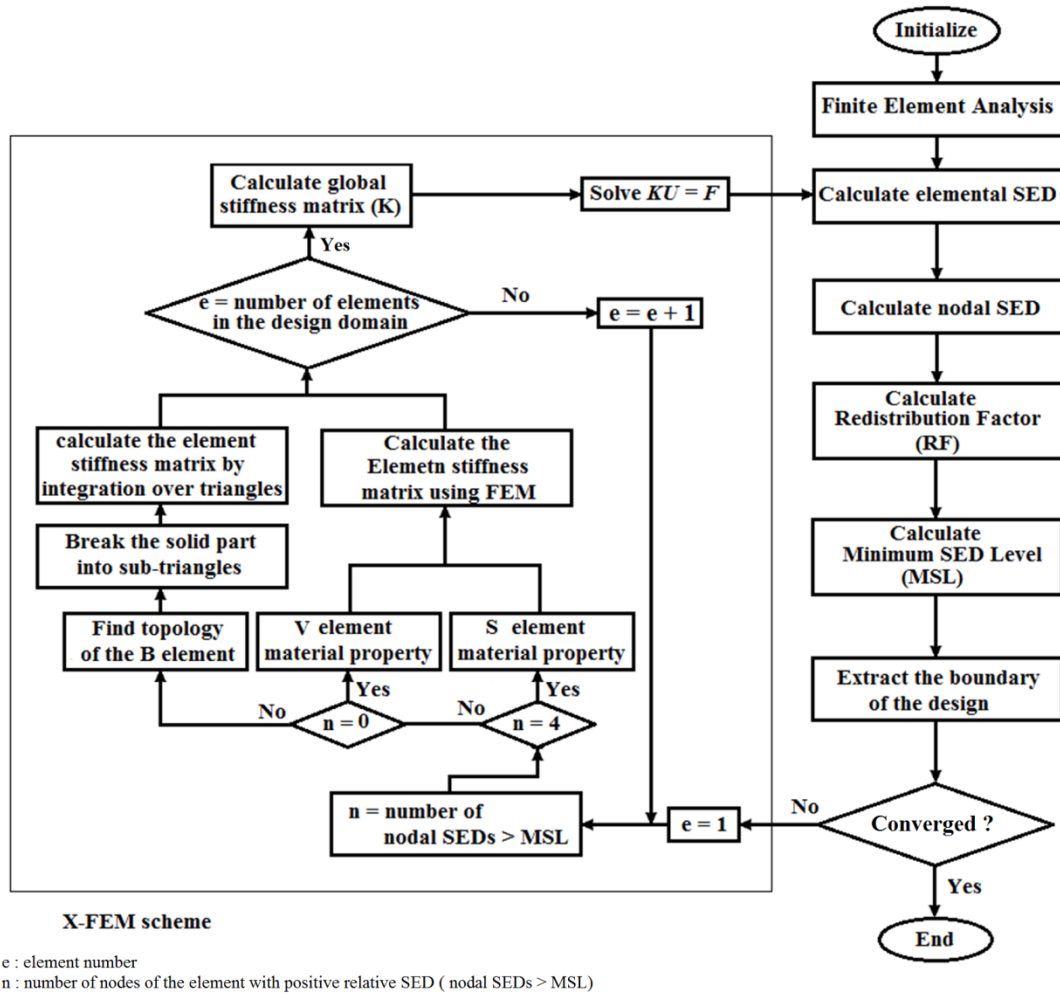 Initialize
Finite Element Analysis
Calculate elemental SED
Calculate nodal SED
Calculate
Redistribution Factor
(RF)
Calculate
Minimum SED Level
(MSL)
Extract the boundary
of the design
Converged ?
No
Yes
End
e = 1
n = number of
nodal SEDs > MSL
n = 4
Yes
No
n = 0
Yes
No
S element
material property
V element
material property
Find topology
of the B element
Break the solid part
into sub-triangles
calculate the element
stiffness matrix by
integration over triangles
Calculate the
Elemetn stiffness
matrix using FEM
e = number of elements
in the design domain
No
e = e + 1
Yes
Calculate global
stiffness matrix (K)
Solve KU = F
X-FEM scheme
e : element number
n : number of nodes of the element with positive relative SED ( nodal SEDs > MSL)